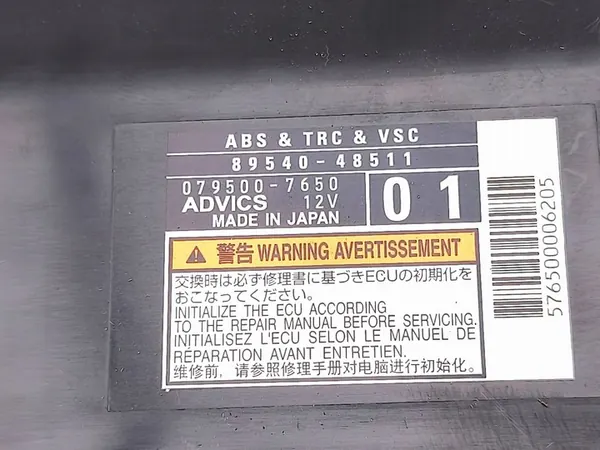 ABS & TRC & VSC
89540-48511
079500-7650
ADVICS 12V
MADE IN JAPAN
01
警告 WARNING AVERTISSEMENT
交換時は必ず修理書に基づきECUの初期化を
おこなってください。
INITIALIZE THE ECU ACCORDING
TO THE REPAIR MANUAL BEFORE SERVICING.
INITIALISEZ L'ECU SELON LE MANUEL DE
RÉPARATION AVANT ENTRETIEN.
维修前，请参照修理手册对电脑进行初始化。
576500006205